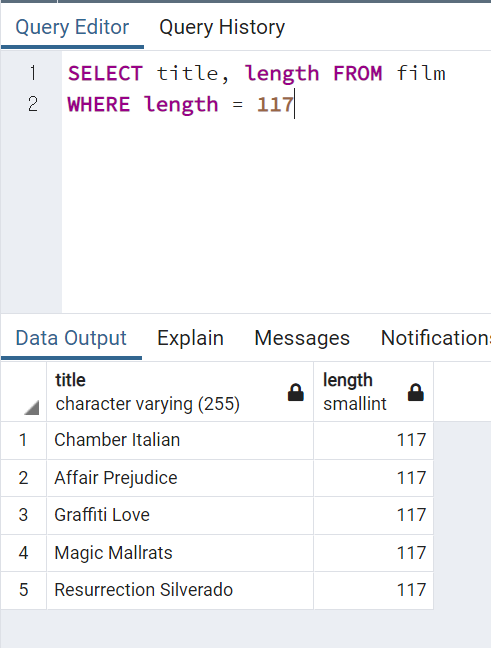 Query Editor Query History
1 SELECT title, length FROM film
2 WHERE length = 117
Data Output Explain Messages Notifications
title length
character varying (255) smallint
1 Chamber Italian 117
2 Affair Prejudice 117
3 Graffiti Love 117
4 Magic Mallrats 117
5 Resurrection Silverado 117